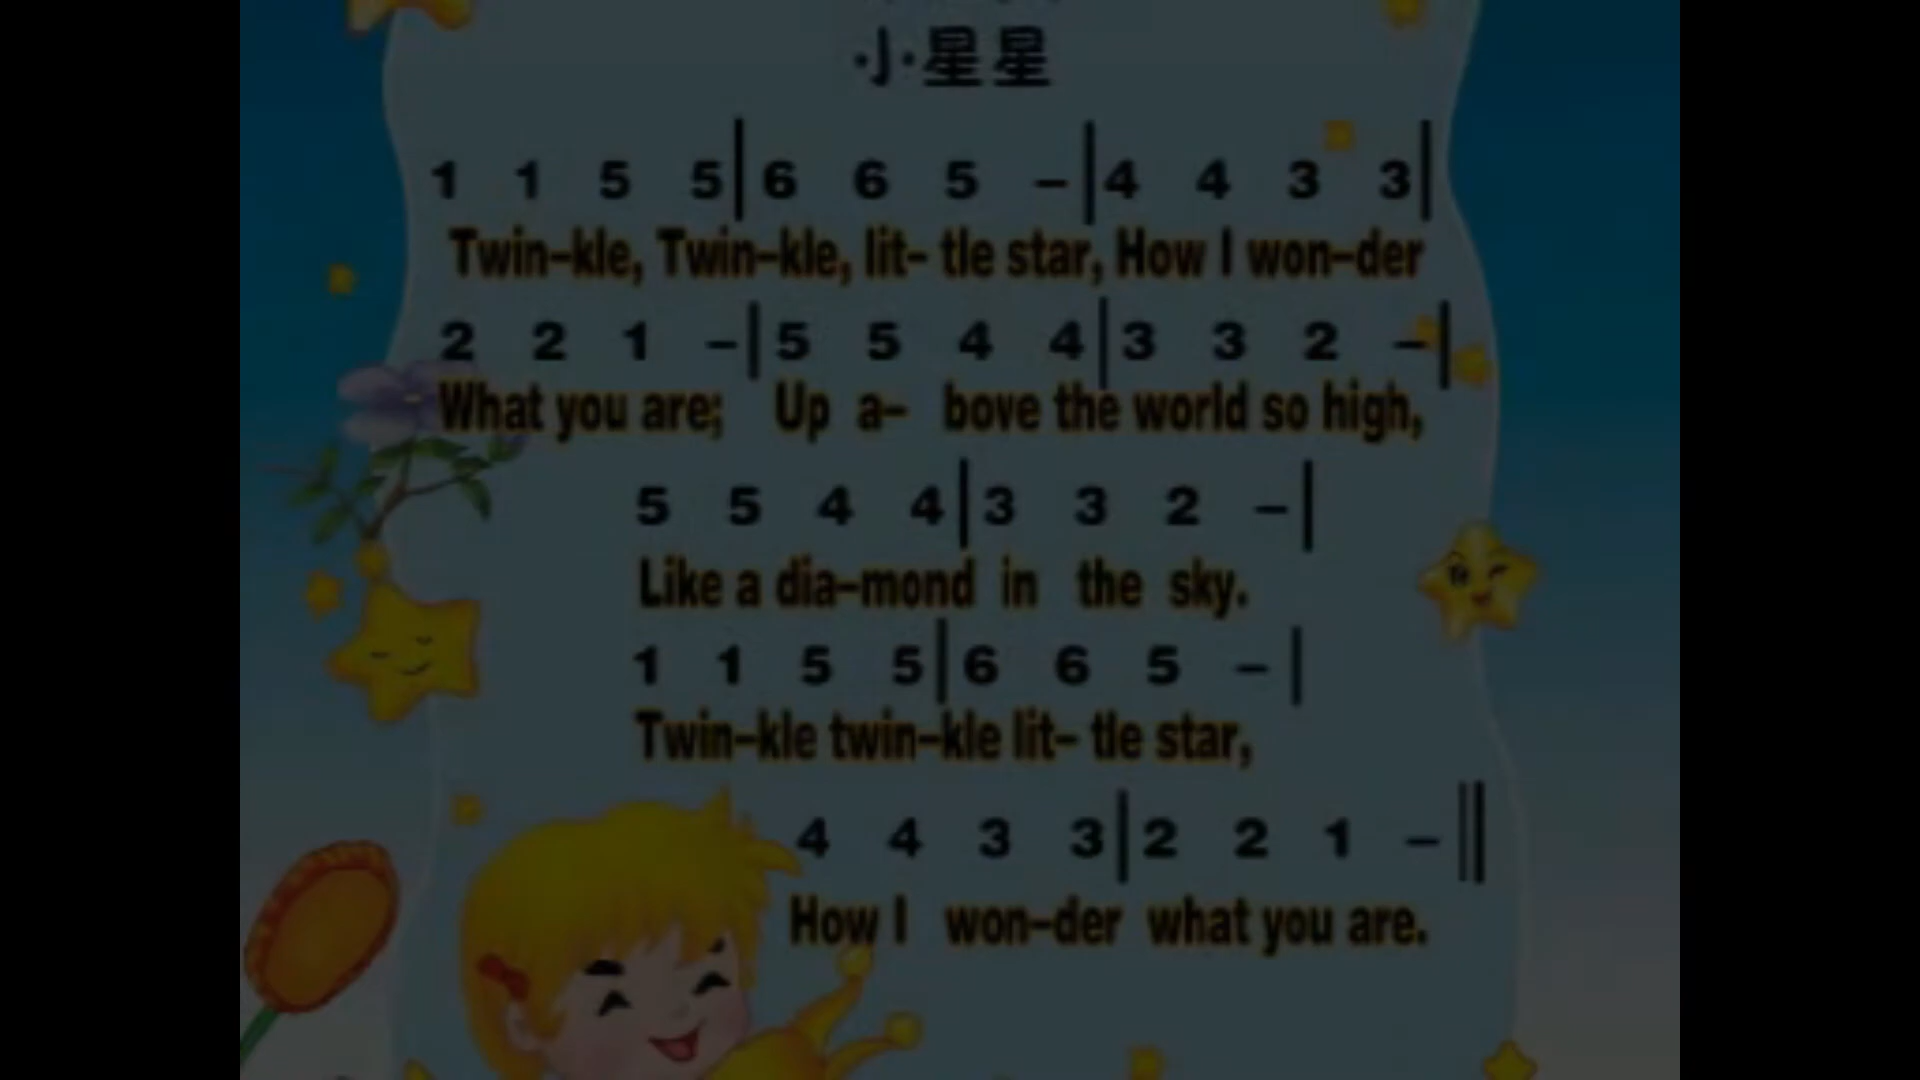 小星星
1 1 5 5|6 6 5 –|4 4 3 3|
Twin–kle, Twin–kle, lit– tle star, How I won–der
2 2 1 –|5 5 4 4|3 3 2 –|
What you are; Up a– bove the world so high,
5 5 4 4|3 3 2 –|
Like a dia–mond in the sky.
1 1 5 5|6 6 5 –|
Twin–kle twin–kle lit– tle star,
4 4 3 3|2 2 1 –||
How I won–der what you are.